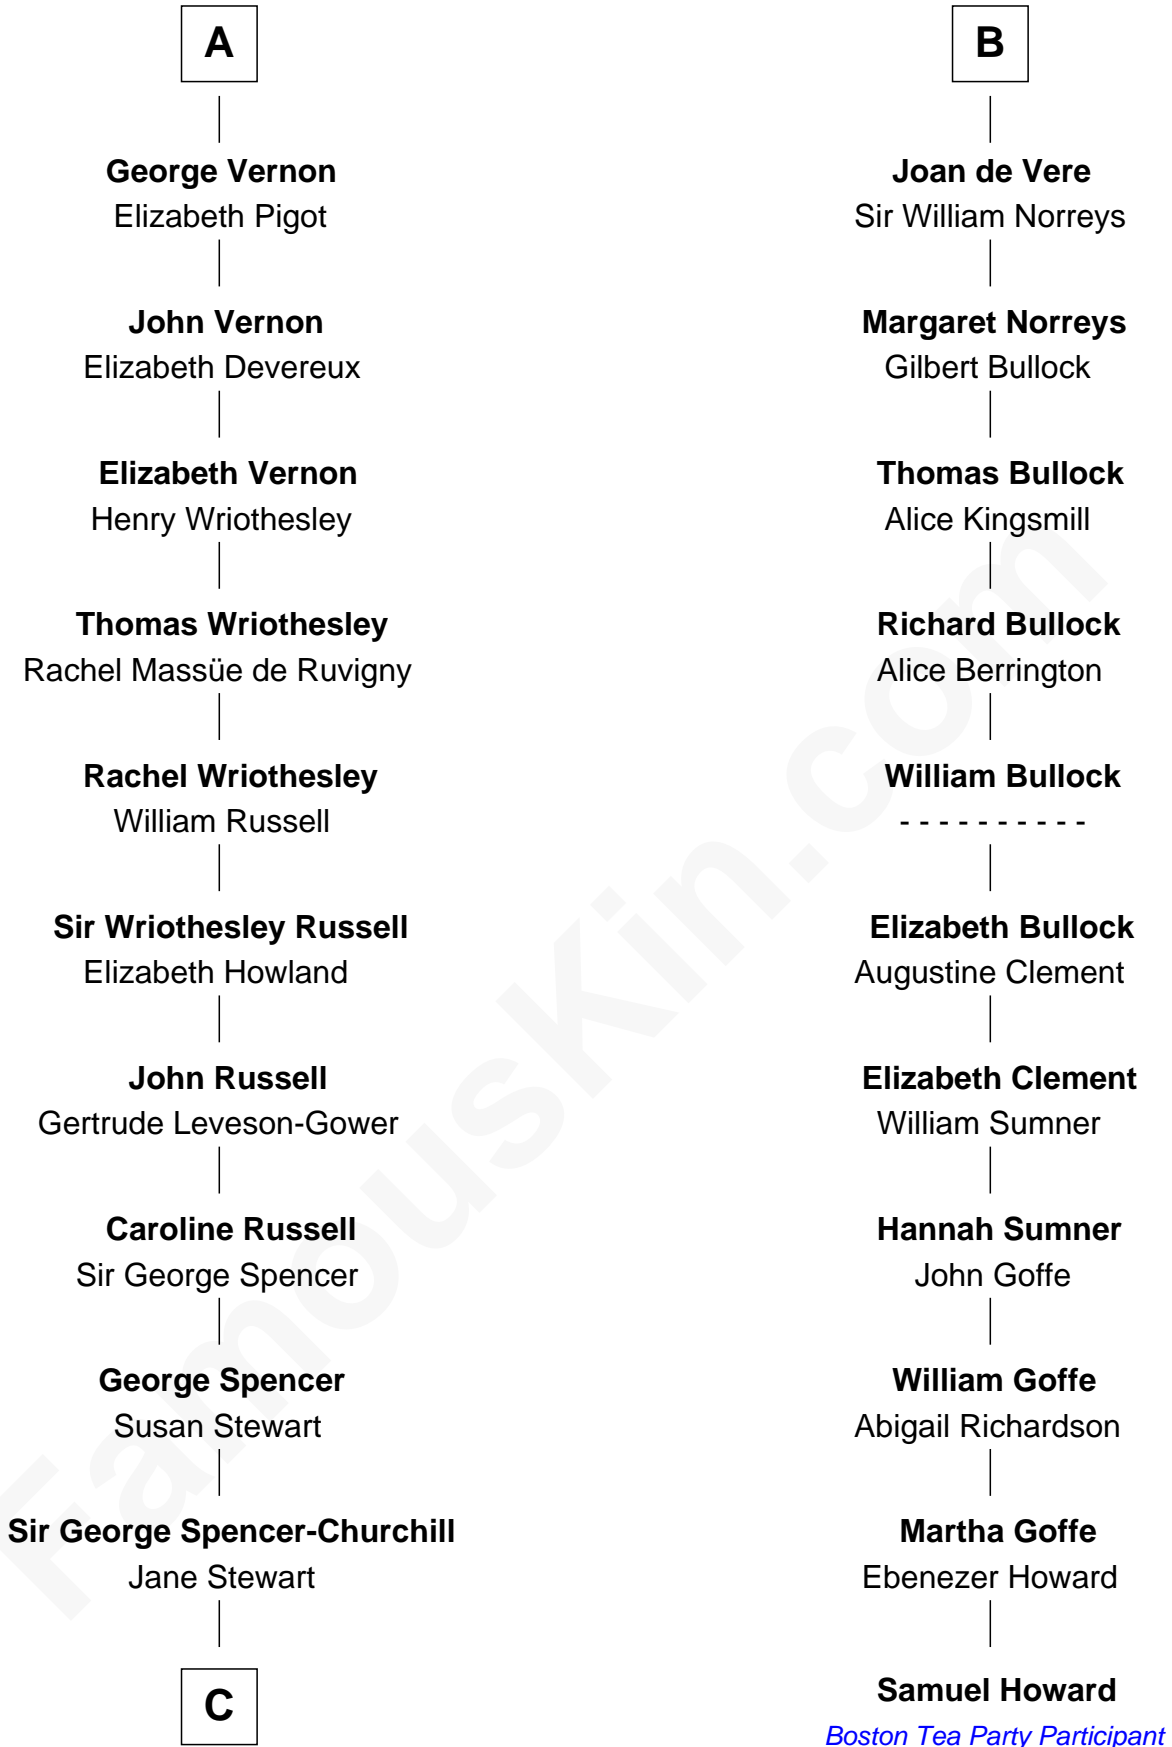 A
George Vernon
Elizabeth Pigot
John Vernon
Elizabeth Devereux
Elizabeth Vernon
Henry Wriothesley
Thomas Wriothesley
Rachel Massüe de Ruvigny
Rachel Wriothesley
William Russell
Sir Wriothesley Russell
Elizabeth Howland
John Russell
Gertrude Leveson-Gower
Caroline Russell
Sir George Spencer
George Spencer
Susan Stewart
Sir George Spencer-Churchill
Jane Stewart
C
B
Joan de Vere
Sir William Norreys
Margaret Norreys
Gilbert Bullock
Thomas Bullock
Alice Kingsmill
Richard Bullock
Alice Berrington
William Bullock
- - - - - - - - - -
Elizabeth Bullock
Augustine Clement
Elizabeth Clement
William Sumner
Hannah Sumner
John Goffe
William Goffe
Abigail Richardson
Martha Goffe
Ebenezer Howard
Samuel Howard
Boston Tea Party Participant
FamousKin.com